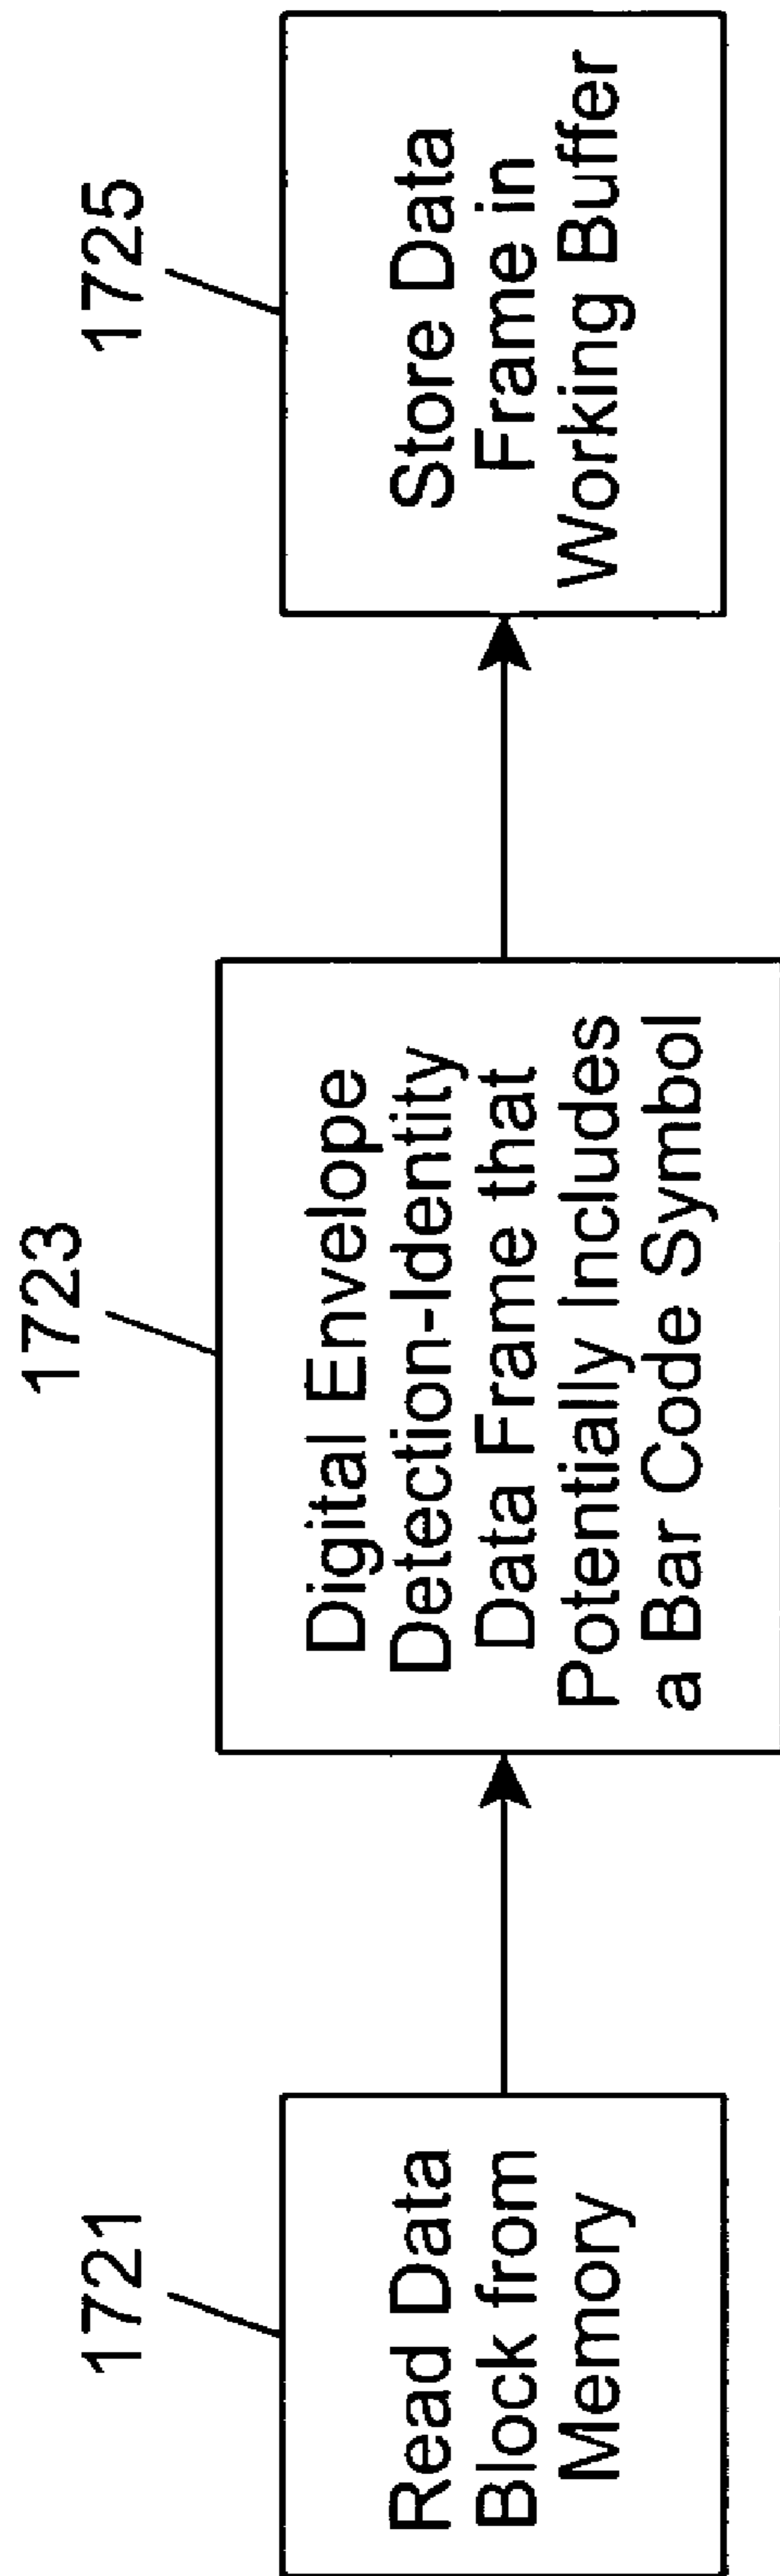 1721
Read Data
Block from
Memory
1723
Digital Envelope
Detection-Identity
Data Frame that
Potentially Includes
a Bar Code Symbol
1725
Store Data
Frame in
Working Buffer